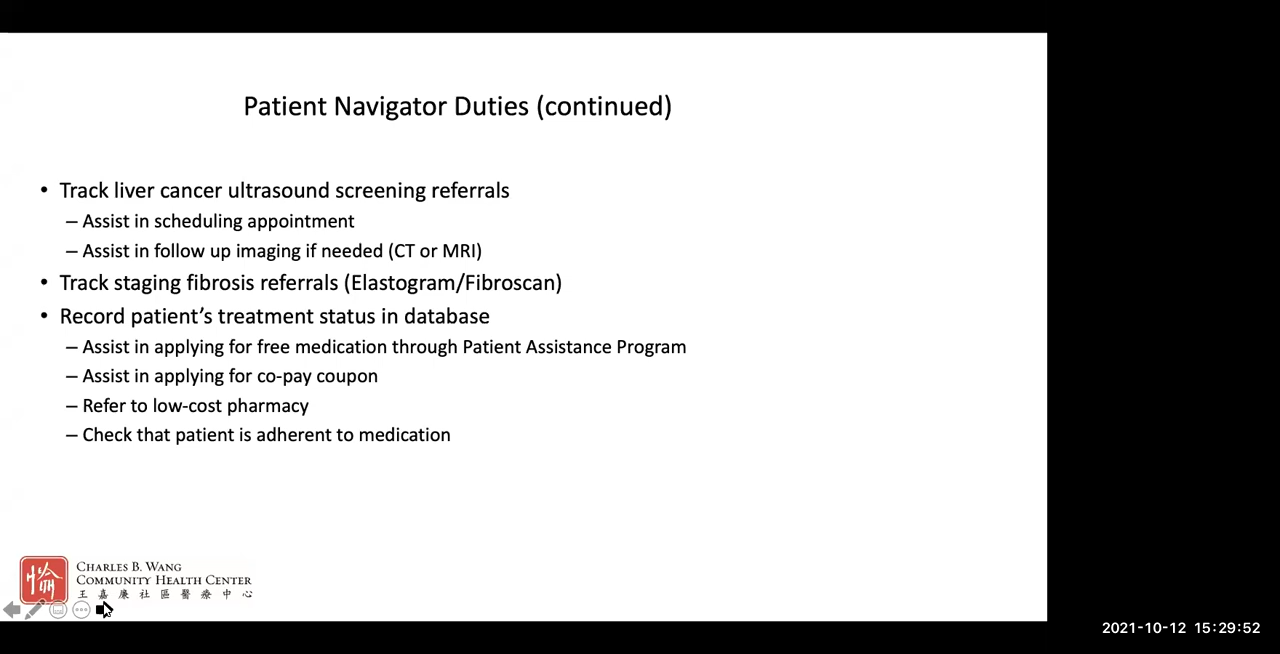 Patient Navigator Duties (continued)
• Track liver cancer ultrasound screening referrals
– Assist in scheduling appointment
– Assist in follow up imaging if needed (CT or MRI)
• Track staging fibrosis referrals (Elastogram/Fibroscan)
• Record patient’s treatment status in database
– Assist in applying for free medication through Patient Assistance Program
– Assist in applying for co-pay coupon
– Refer to low-cost pharmacy
– Check that patient is adherent to medication
CHARLES B. WANG
COMMUNITY HEALTH CENTER
王嘉廉社區醫療中心
2021-10-12 15:29:52